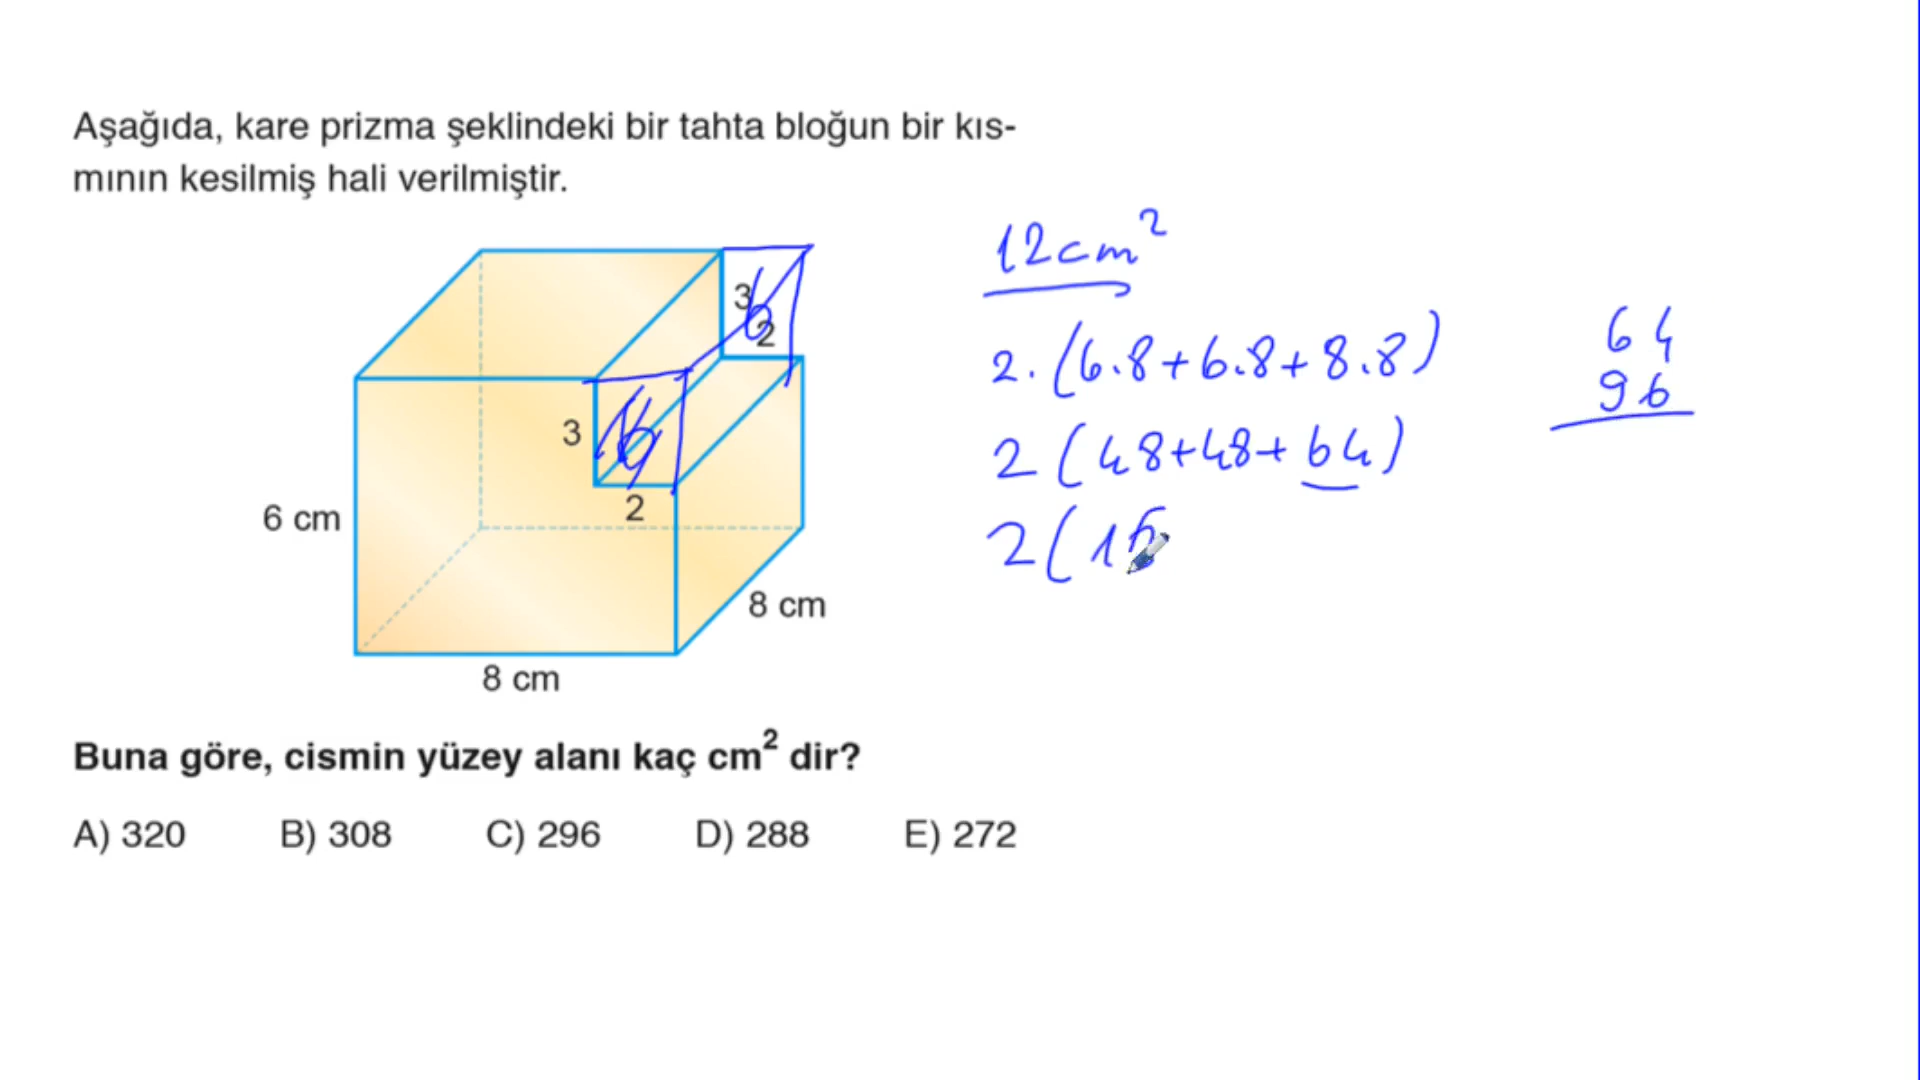 Aşağıda, kare prizma şeklindeki bir tahta bloğun bir kıs-
mının kesilmiş hali verilmiştir.
12cm²
3
6
2
2.(6.8+6.8+8.8)
64
96
3
6
2(48+48+64)
2
6 cm
2(16
8 cm
8 cm
Buna göre, cismin yüzey alanı kaç cm² dir?
A) 320 B) 308 C) 296 D) 288 E) 272